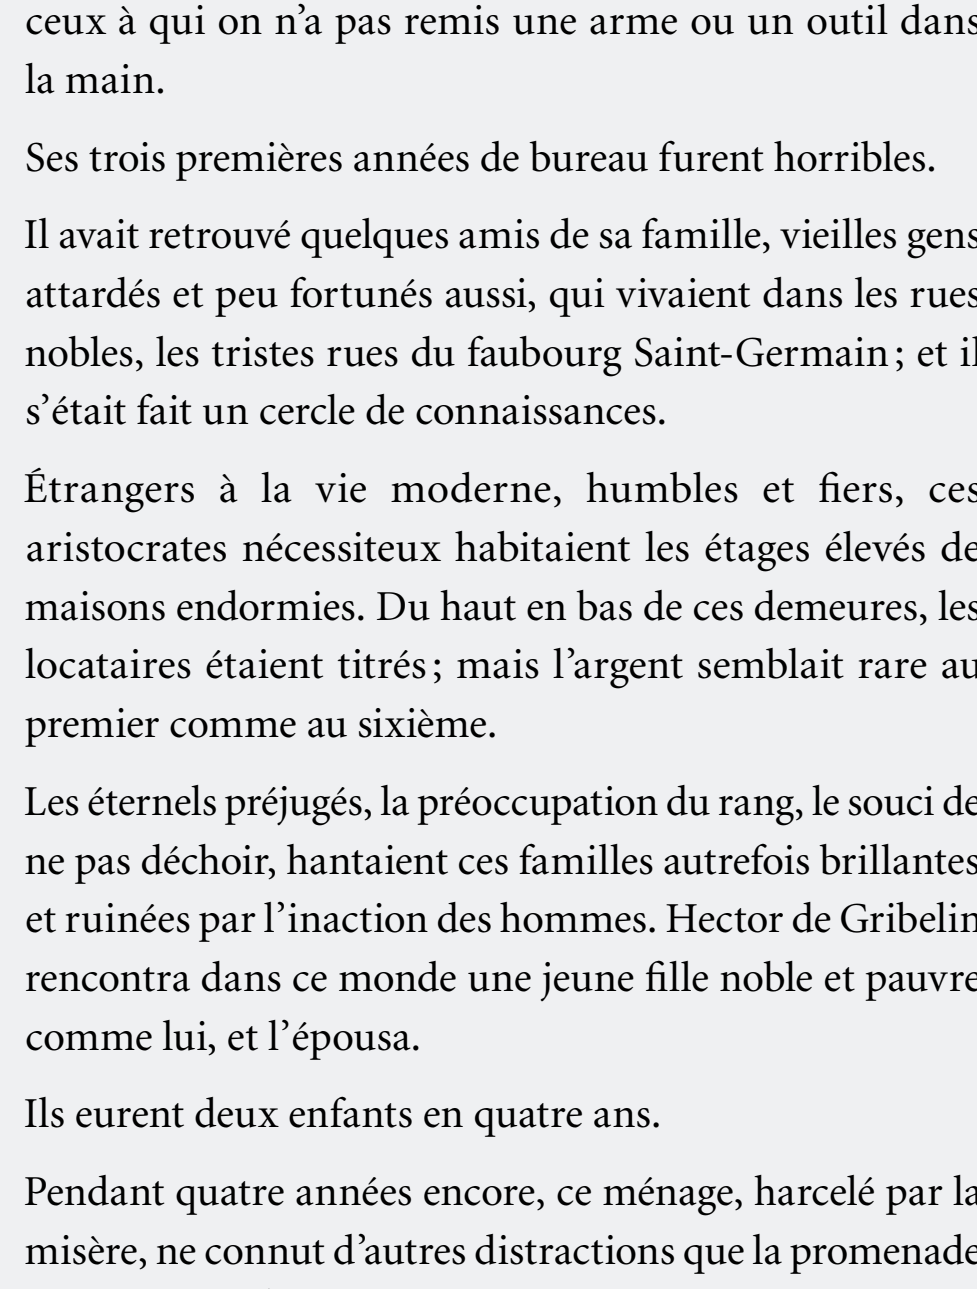 ceux à qui on n’a pas remis une arme ou un outil dans
la main.
Ses trois premières années de bureau furent horribles.
Il avait retrouvé quelques amis de sa famille, vieilles gens
attardés et peu fortunés aussi, qui vivaient dans les rues
nobles, les tristes rues du faubourg Saint-Germain ; et il
s’était fait un cercle de connaissances.
Étrangers à la vie moderne, humbles et fiers, ces
aristocrates nécessiteux habitaient les étages élevés de
maisons endormies. Du haut en bas de ces demeures, les
locataires étaient titrés ; mais l’argent semblait rare au
premier comme au sixième.
Les éternels préjugés, la préoccupation du rang, le souci de
ne pas déchoir, hantaient ces familles autrefois brillantes
et ruinées par l’inaction des hommes. Hector de Gribelin
rencontra dans ce monde une jeune fille noble et pauvre
comme lui, et l’épousa.
Ils eurent deux enfants en quatre ans.
Pendant quatre années encore, ce ménage, harcelé par la
misère, ne connut d’autres distractions que la promenade